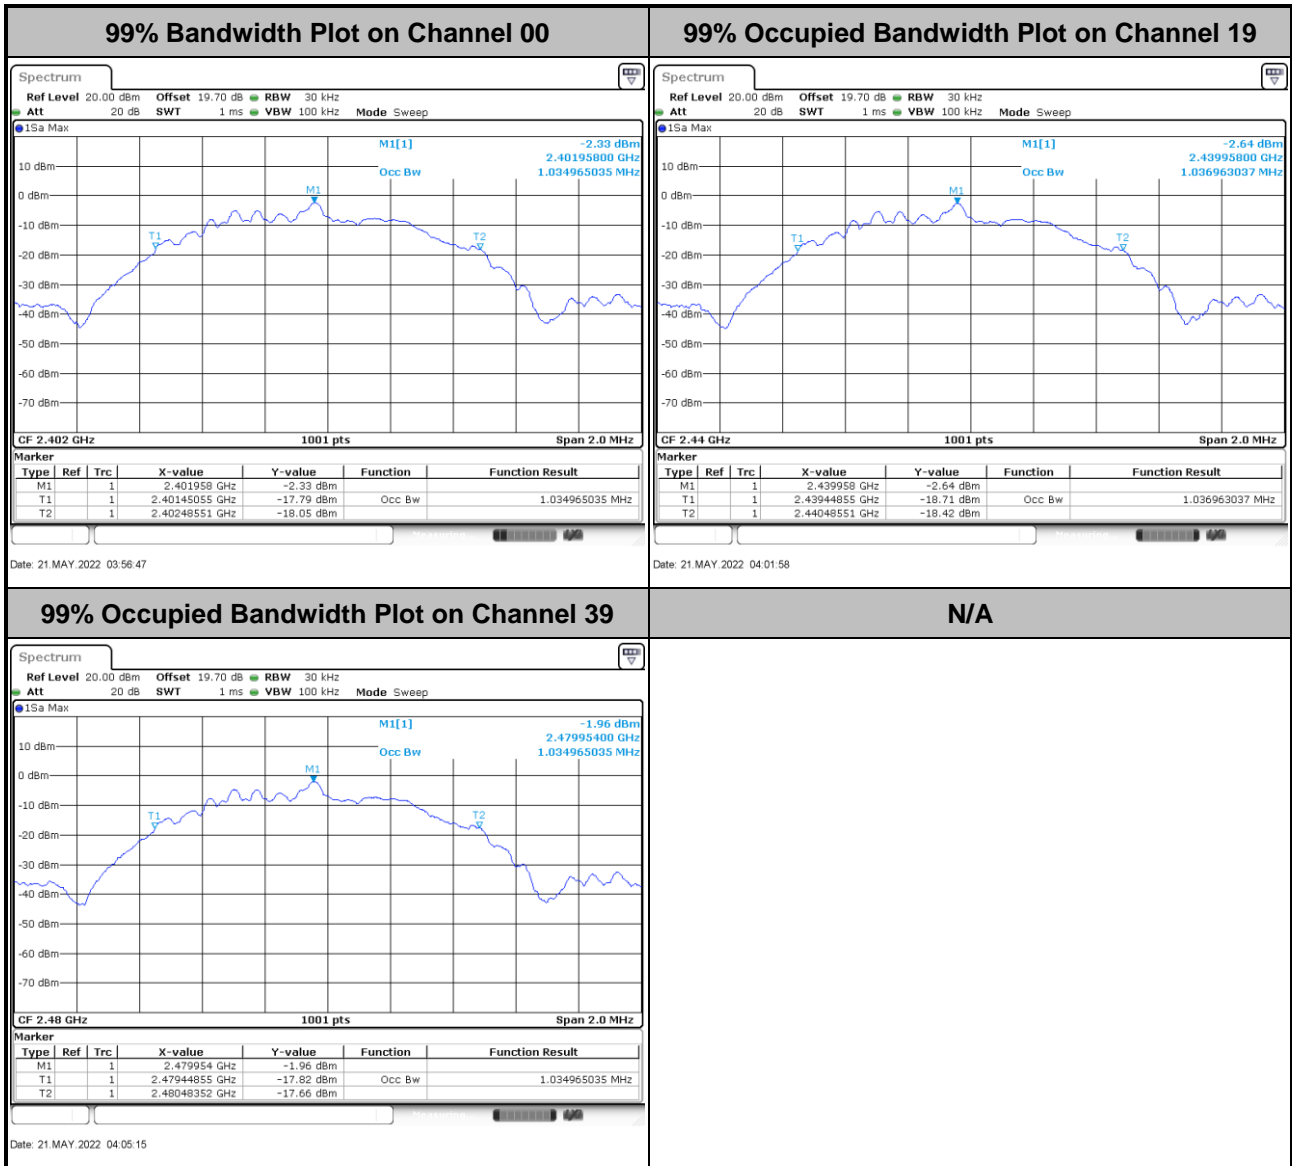 99% Bandwidth Plot on Channel 00
Spectrum
Ref Level 20.00 dBm Offset 19.70 dB RBW 30 kHz
Att 20 dB SWT 1 ms VBW 100 kHz Mode Sweep
1Sa Max
M1[1] -2.33 dBm
2.40195800 GHz
Occ Bw 1.034965035 MHz
10 dBm
0 dBm
-10 dBm
-20 dBm
-30 dBm
-40 dBm
-50 dBm
-60 dBm
-70 dBm
M1
T1
T2
CF 2.402 GHz 1001 pts Span 2.0 MHz
Marker
Type Ref Trc X-value Y-value Function Function Result
M1 1 2.401958 GHz -2.33 dBm
T1 1 2.40145055 GHz -17.79 dBm Occ Bw 1.034965035 MHz
T2 1 2.40248551 GHz -18.05 dBm
Date: 21.MAY.2022 03:56:47
99% Occupied Bandwidth Plot on Channel 19
Spectrum
Ref Level 20.00 dBm Offset 19.70 dB RBW 30 kHz
Att 20 dB SWT 1 ms VBW 100 kHz Mode Sweep
1Sa Max
M1[1] -2.64 dBm
2.43995800 GHz
Occ Bw 1.036963037 MHz
10 dBm
0 dBm
-10 dBm
-20 dBm
-30 dBm
-40 dBm
-50 dBm
-60 dBm
-70 dBm
M1
T1
T2
CF 2.44 GHz 1001 pts Span 2.0 MHz
Marker
Type Ref Trc X-value Y-value Function Function Result
M1 1 2.439958 GHz -2.64 dBm
T1 1 2.43944855 GHz -18.71 dBm Occ Bw 1.036963037 MHz
T2 1 2.44048551 GHz -18.42 dBm
Date: 21.MAY.2022 04:01:58
99% Occupied Bandwidth Plot on Channel 39
Spectrum
Ref Level 20.00 dBm Offset 19.70 dB RBW 30 kHz
Att 20 dB SWT 1 ms VBW 100 kHz Mode Sweep
1Sa Max
M1[1] -1.96 dBm
2.47995400 GHz
Occ Bw 1.034965035 MHz
10 dBm
0 dBm
-10 dBm
-20 dBm
-30 dBm
-40 dBm
-50 dBm
-60 dBm
-70 dBm
M1
T1
T2
CF 2.48 GHz 1001 pts Span 2.0 MHz
Marker
Type Ref Trc X-value Y-value Function Function Result
M1 1 2.479954 GHz -1.96 dBm
T1 1 2.47944855 GHz -17.82 dBm Occ Bw 1.034965035 MHz
T2 1 2.48048352 GHz -17.66 dBm
Date: 21.MAY.2022 04:05:15
N/A